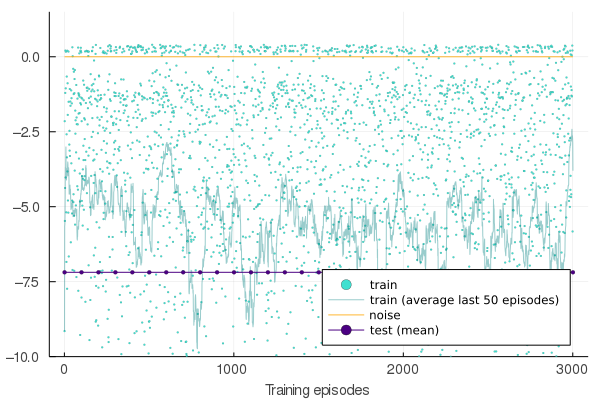 0.0
−2.5
−5.0
−7.5
−10.0
train
train (average last 50 episodes)
noise
test (mean)
0
1000
2000
3000
Training episodes